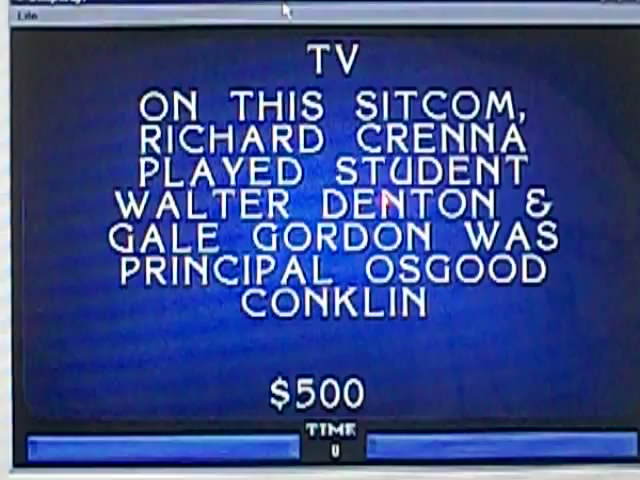 TV
ON THIS SITCOM,
RICHARD CRENNA
PLAYED STUDENT
WALTER DENTON &
GALE GORDON WAS
PRINCIPAL OSGOOD
CONKLIN
$500
TIME
0